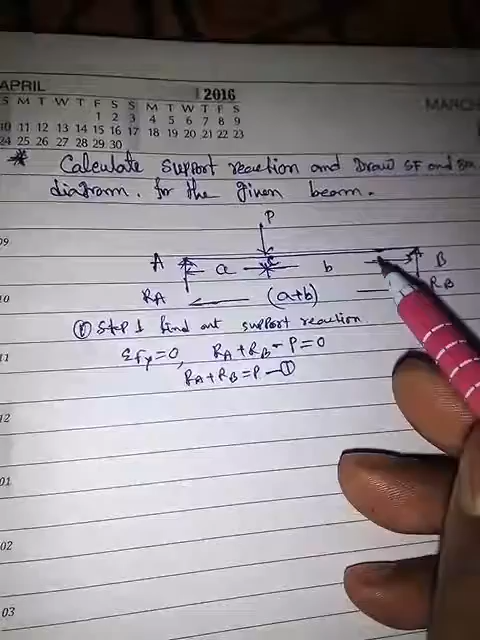 APRIL 2016 MARCH
S M T W T F S S M T W T F S S
1 2 3 4 5 6 7 8 9
10 11 12 13 14 15 16 17 18 19 20 21 22 23
24 25 26 27 28 29 30
* Calculate support reaction and Draw SF and BM
diagram. for the given beam.
P
09
A a C b B
10
RA (a+b) RB
① Step 1 find out support reaction.
11
Σfy=0, RA+RB-P=0
RA+RB=P-①
12
01
02
03